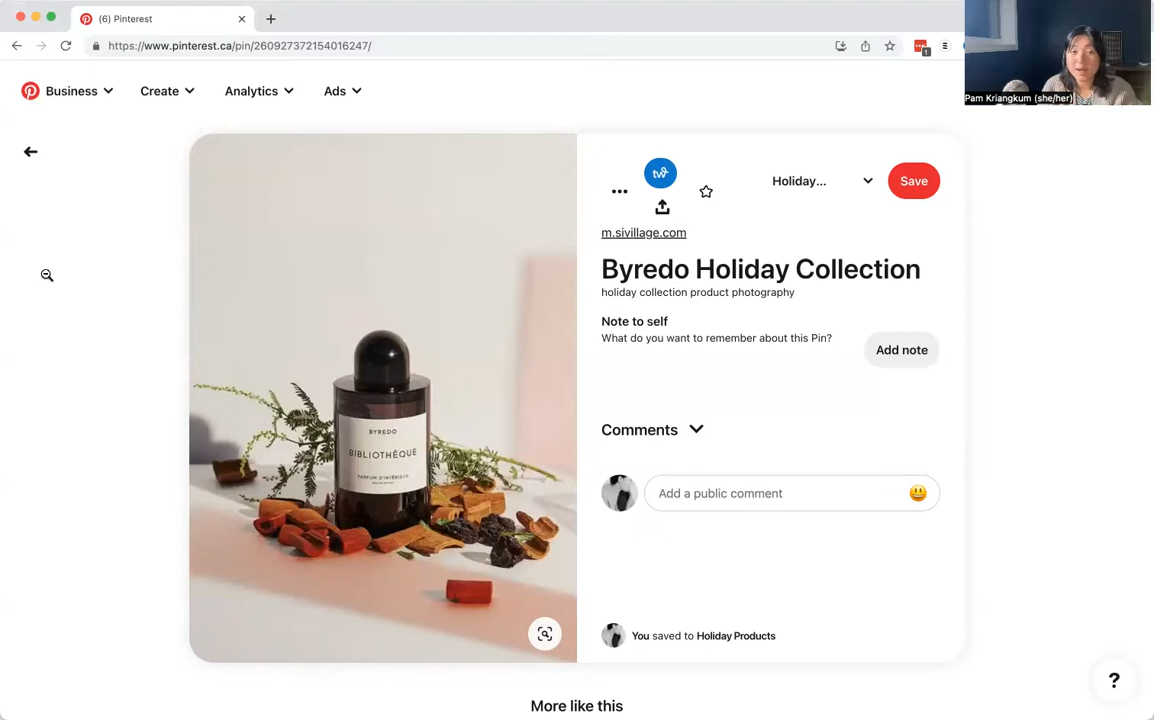 (6) Pinterest
https://www.pinterest.ca/pin/260927372154016247/
1
Pam Kriangkum (she/her)
Business
Create
Analytics
Ads
Holiday...
Save
m.sivillage.com
Byredo Holiday Collection
holiday collection product photography
Note to self
What do you want to remember about this Pin?
Add note
BYREDO
BIBLIOTHÈQUE
PARFUM D'INTÉRIEUR
Comments
Add a public comment
You saved to Holiday Products
More like this
?